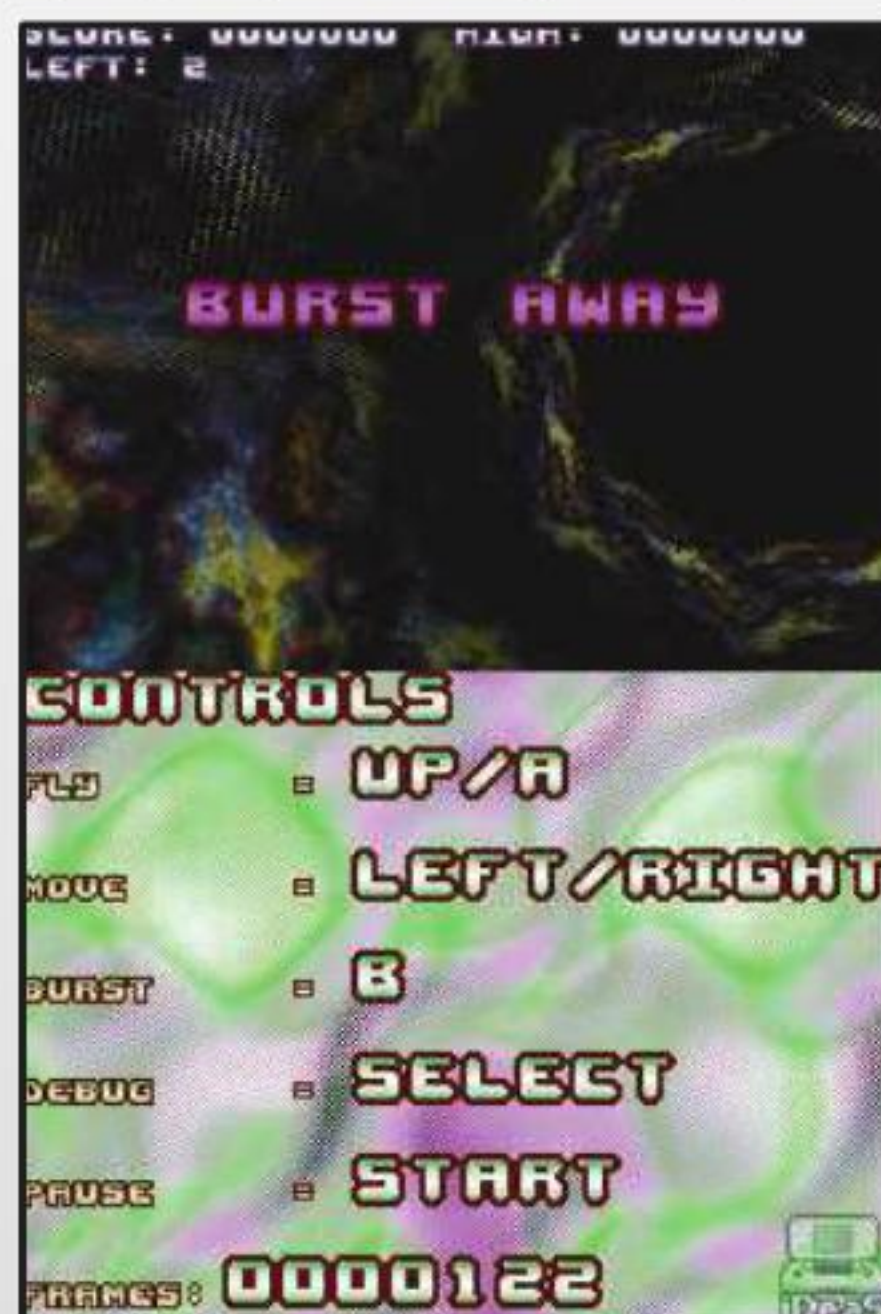 SCORE: 0000000 HIGH: 0000000
LEFT: 2
BURST AWAY
CONTROLS
FLY = UP/A
MOVE = LEFT/RIGHT
BURST = B
DEBUG = SELECT
PAUSE = START
FRAMES: 0000122